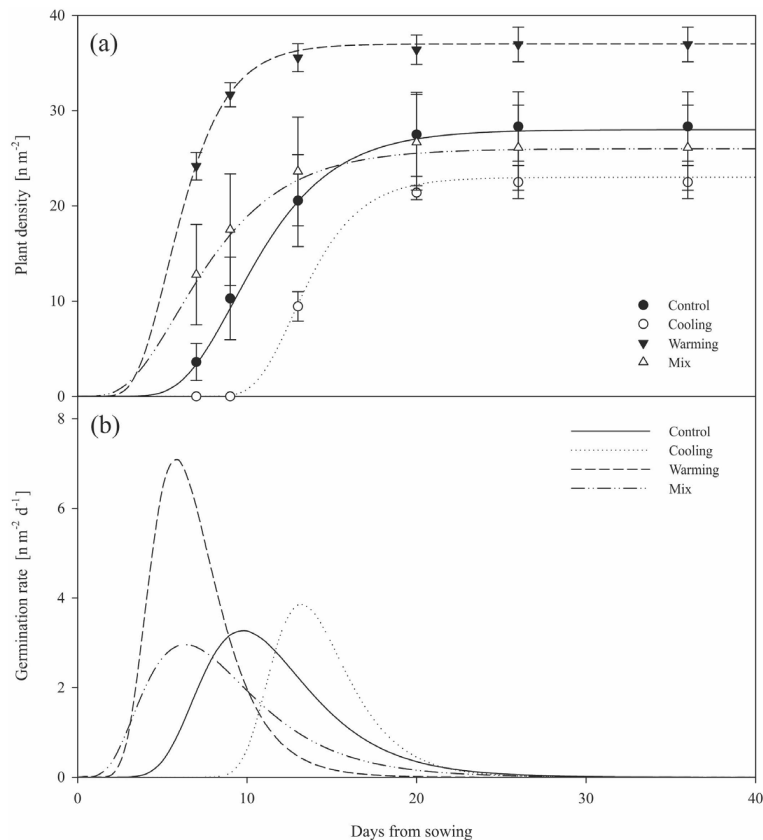 (a)
40
30
20
10
0
Plant density [n m-2]
Control
Cooling
Warming
Mix
(b)
8
6
4
2
0
Germination rate [n m-2 d-1]
Control
Cooling
Warming
Mix
0 10 20 30 40
Days from sowing